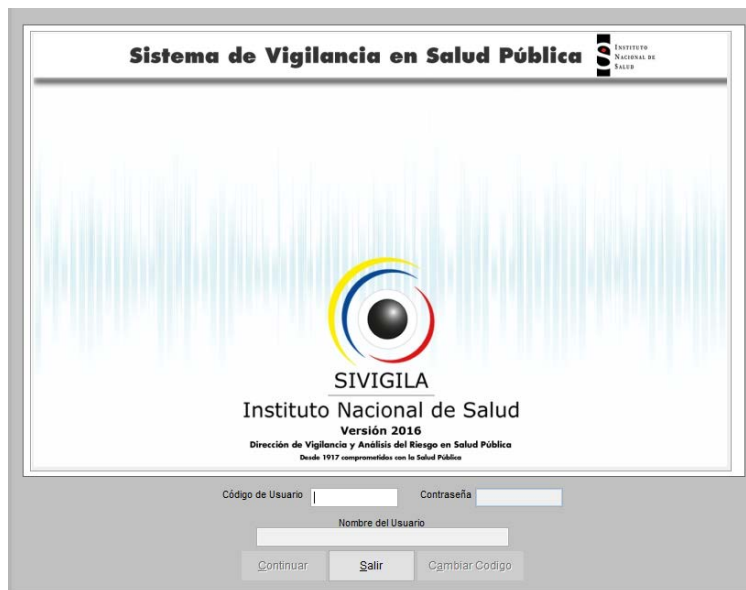 Sistema de Vigilancia en Salud Pública
INSTITUTO
NACIONAL DE
SALUD
SIVIGILA
Instituto Nacional de Salud
Versión 2016
Dirección de Vigilancia y Análisis del Riesgo en Salud Pública
Desde 1917 comprometidos con la Salud Pública
Código de Usuario
Contraseña
Nombre del Usuario
Continuar
Salir
Cambiar Codigo